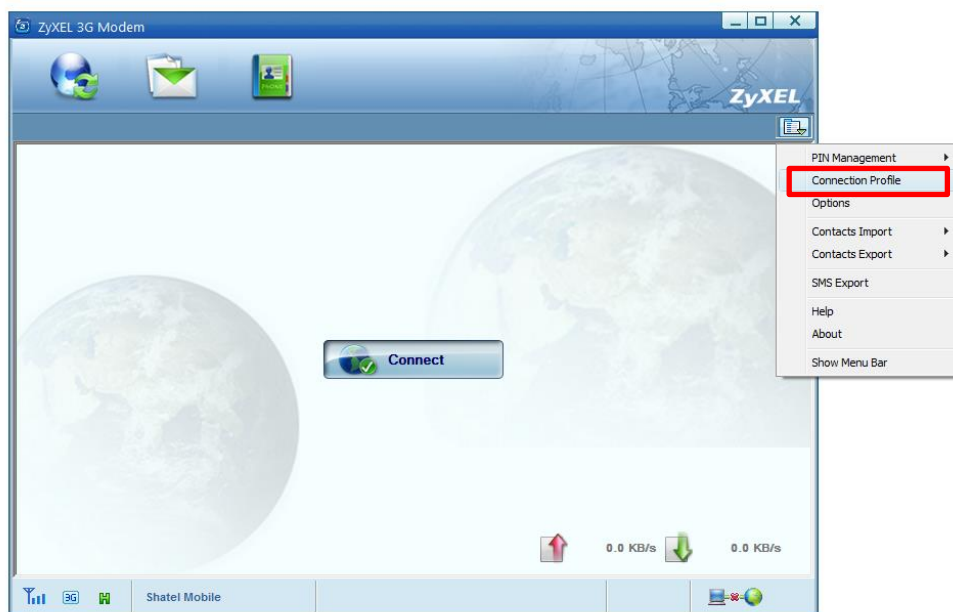 ZyXEL 3G Modem
PHONE
ZyXEL
PIN Management
Connection Profile
Options
Contacts Import
Contacts Export
SMS Export
Help
About
Show Menu Bar
Connect
0.0 KB/s
0.0 KB/s
3G
H
Shatel Mobile